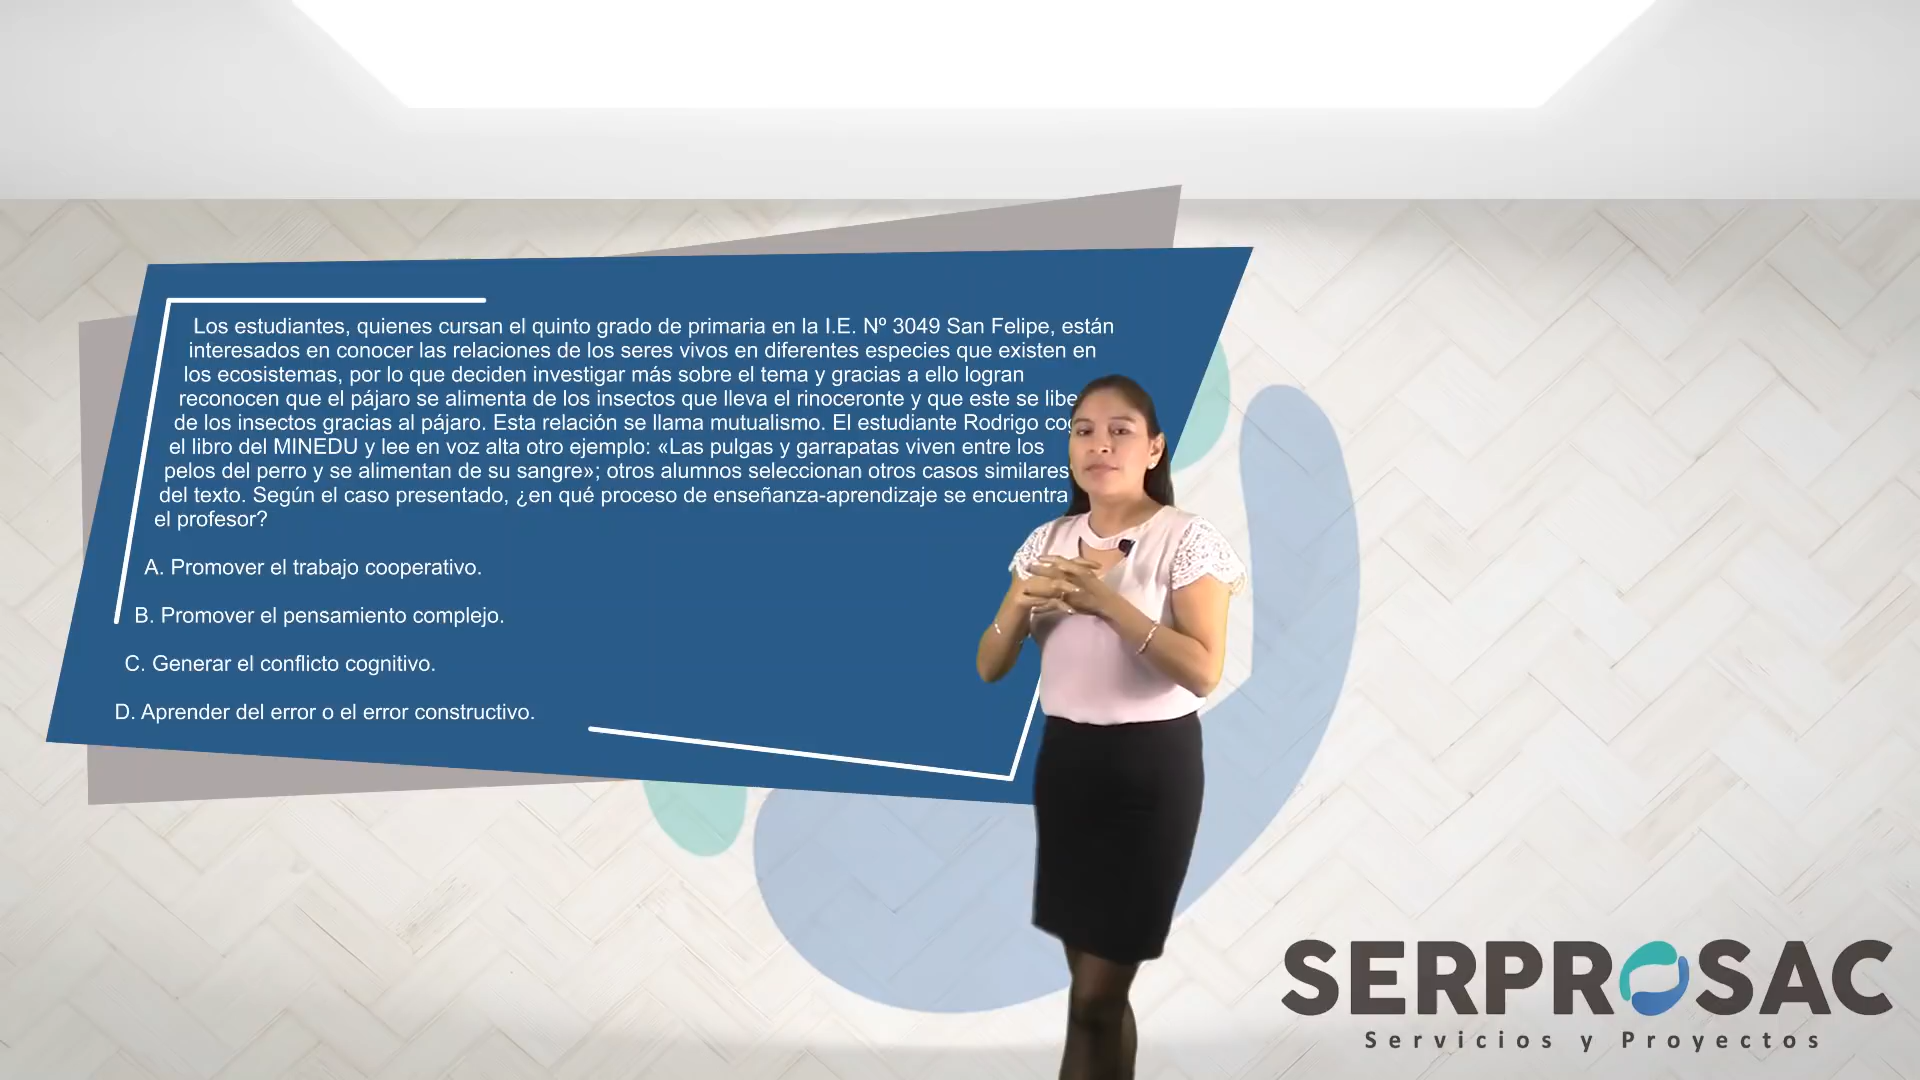 Los estudiantes, quienes cursan el quinto grado de primaria en la I.E. Nº 3049 San Felipe, están
interesados en conocer las relaciones de los seres vivos en diferentes especies que existen en
los ecosistemas, por lo que deciden investigar más sobre el tema y gracias a ello logran
reconocen que el pájaro se alimenta de los insectos que lleva el rinoceronte y que este se
de los insectos gracias al pájaro. Esta relación se llama mutualismo. El estudiante Rodrigo
el libro del MINEDU y lee en voz alta otro ejemplo: «Las pulgas y garrapatas viven entre los
pelos del perro y se alimentan de su sangre»; otros alumnos seleccionan otros casos similares
del texto. Según el caso presentado, ¿en qué proceso de enseñanza-aprendizaje se encuentra
el profesor?
A. Promover el trabajo cooperativo.
B. Promover el pensamiento complejo.
C. Generar el conflicto cognitivo.
D. Aprender del error o el error constructivo.
SERPROSAC
Servicios y Proyectos